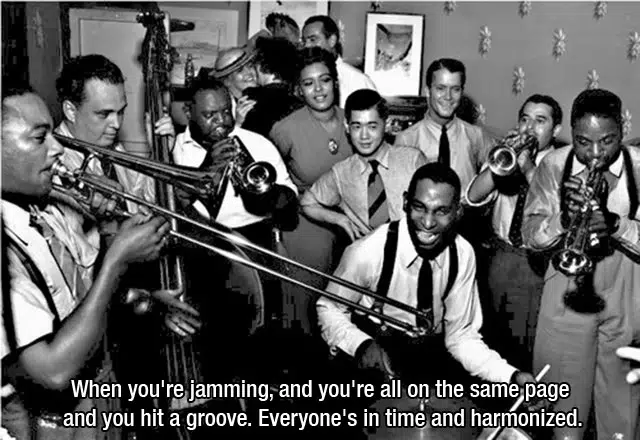 When you're jamming, and you're all on the same page
and you hit a groove. Everyone's in time and harmonized.